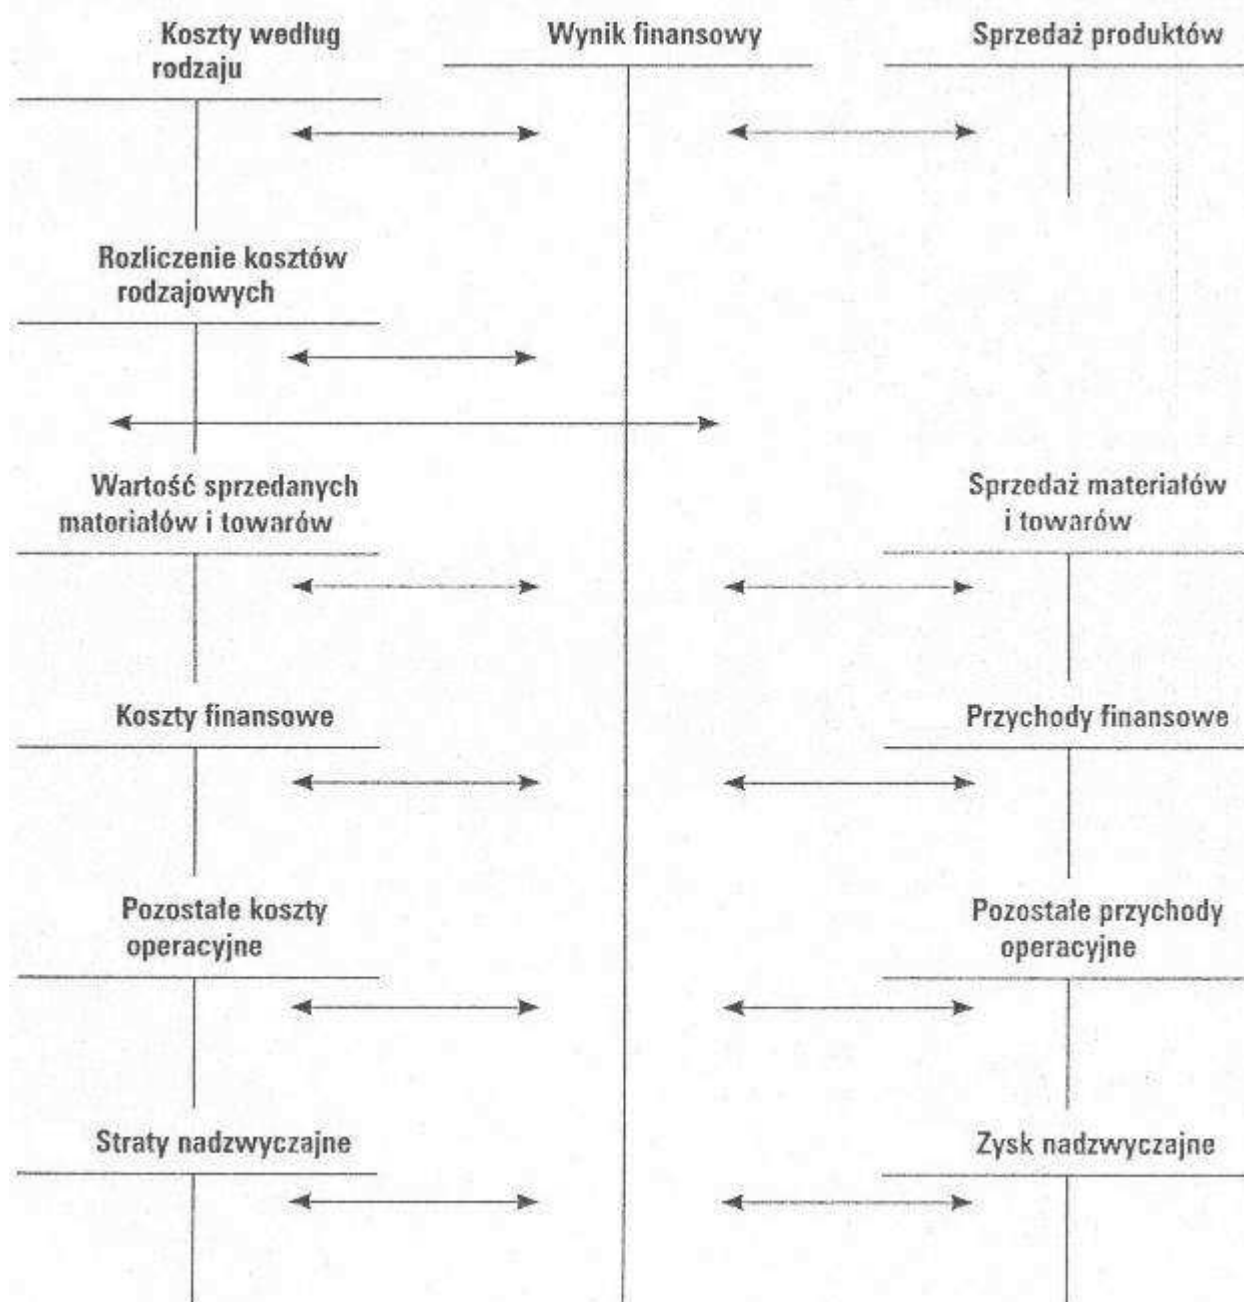 Koszty według
rodzaju
Wynik finansowy
Sprzedaż produktów
Rozliczenie kosztów
rodzajowych
Wartość sprzedanych
materiałów i towarów
Sprzedaż materiałów
i towarów
Koszty finansowe
Przychody finansowe
Pozostałe koszty
operacyjne
Pozostałe przychody
operacyjne
Straty nadzwyczajne
Zysk nadzwyczajne